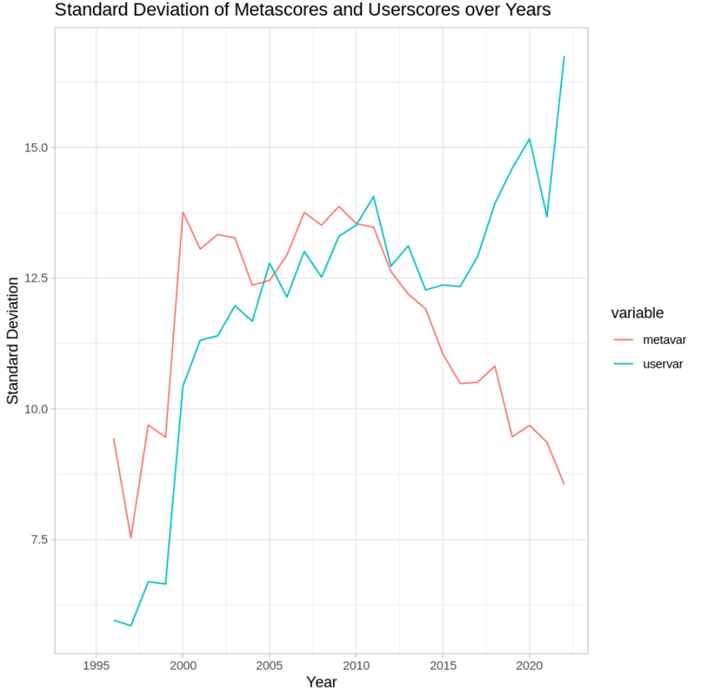 Standard Deviation of Metascores and Userscores over Years
15.0
12.5
10.0
7.5
Standard Deviation
1995 2000 2005 2010 2015 2020
Year
variable
metavar
uservar